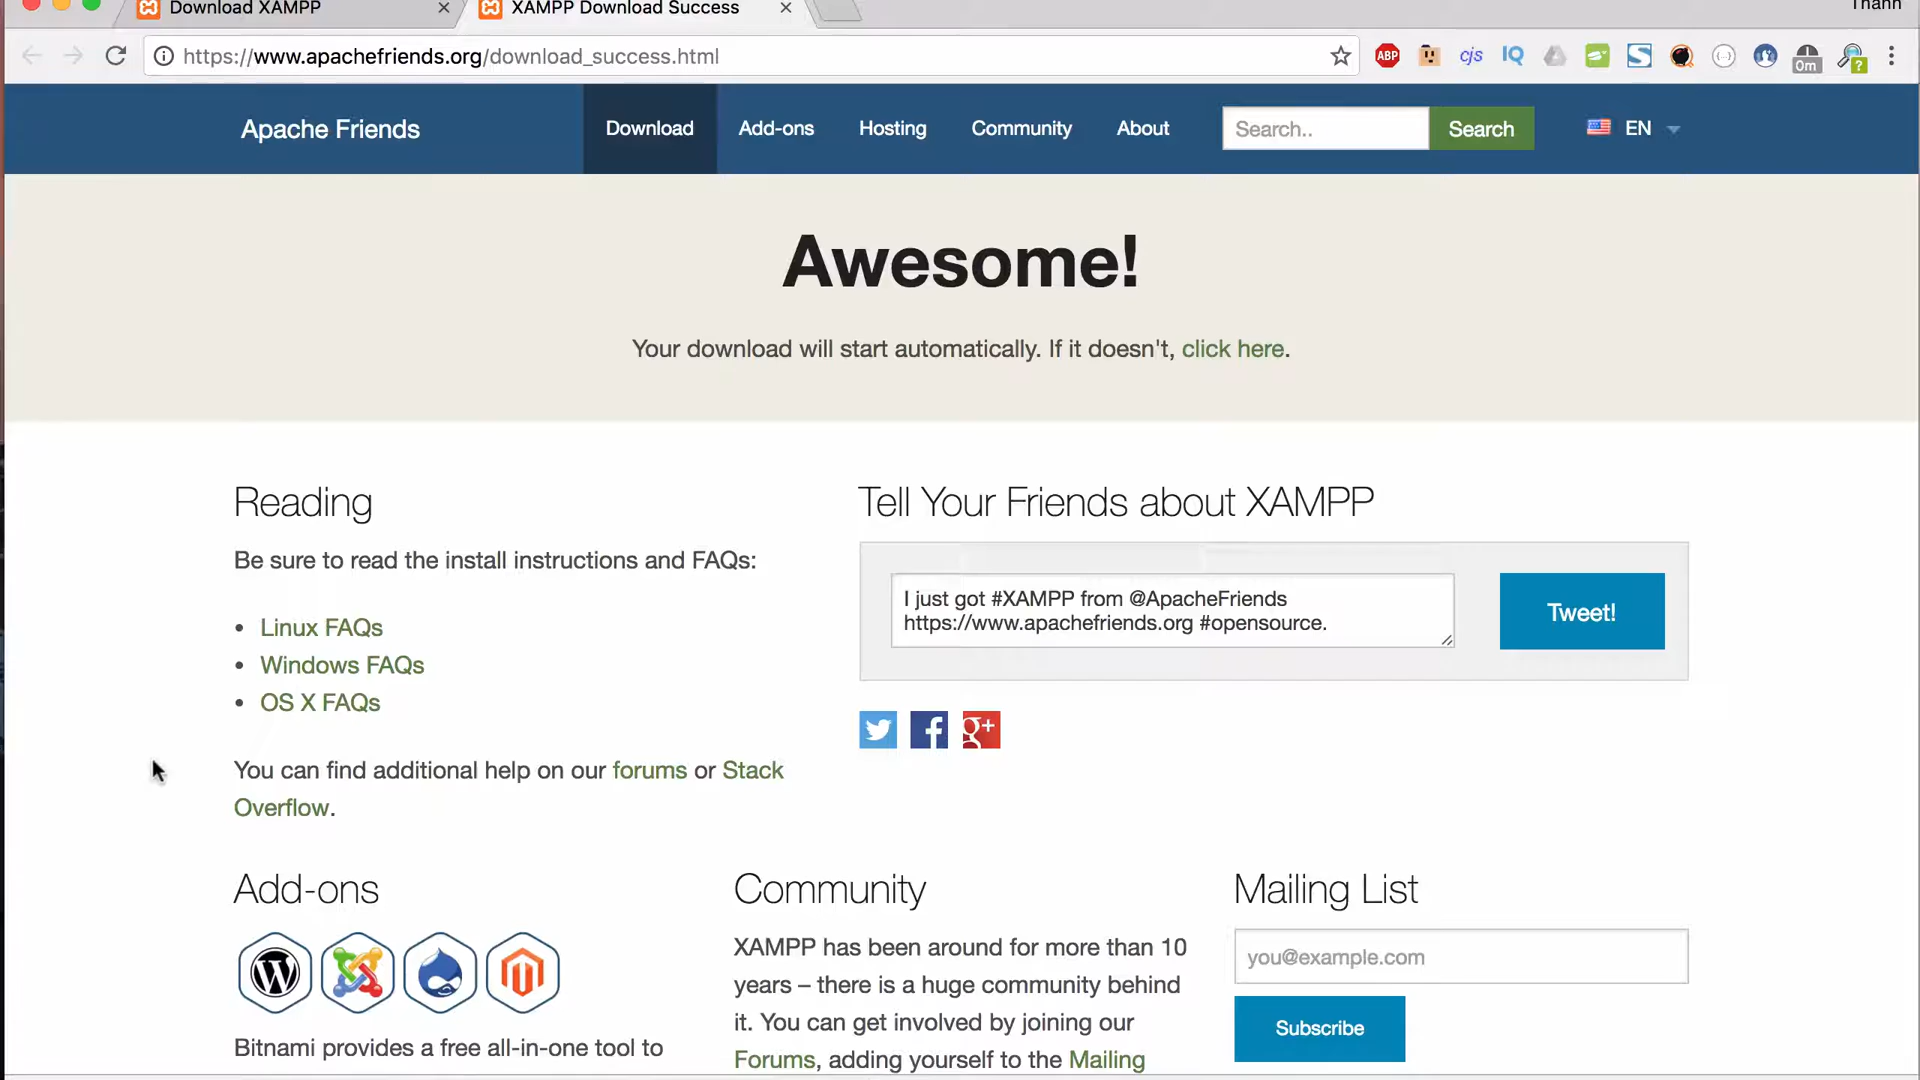 Download XAMPP
XAMPP Download Success
Thanh
https://www.apachefriends.org/download_success.html
ABP
cjs
IQ
0m
Apache Friends
Download
Add-ons
Hosting
Community
About
Search..
Search
EN
Awesome!
Your download will start automatically. If it doesn't, click here.
Reading
Be sure to read the install instructions and FAQs:
Linux FAQs
Windows FAQs
OS X FAQs
You can find additional help on our forums or Stack
Overflow.
Tell Your Friends about XAMPP
I just got #XAMPP from @ApacheFriends
https://www.apachefriends.org #opensource.
Tweet!
Add-ons
Bitnami provides a free all-in-one tool to
Community
XAMPP has been around for more than 10
years – there is a huge community behind
it. You can get involved by joining our
Forums, adding yourself to the Mailing
Mailing List
you@example.com
Subscribe